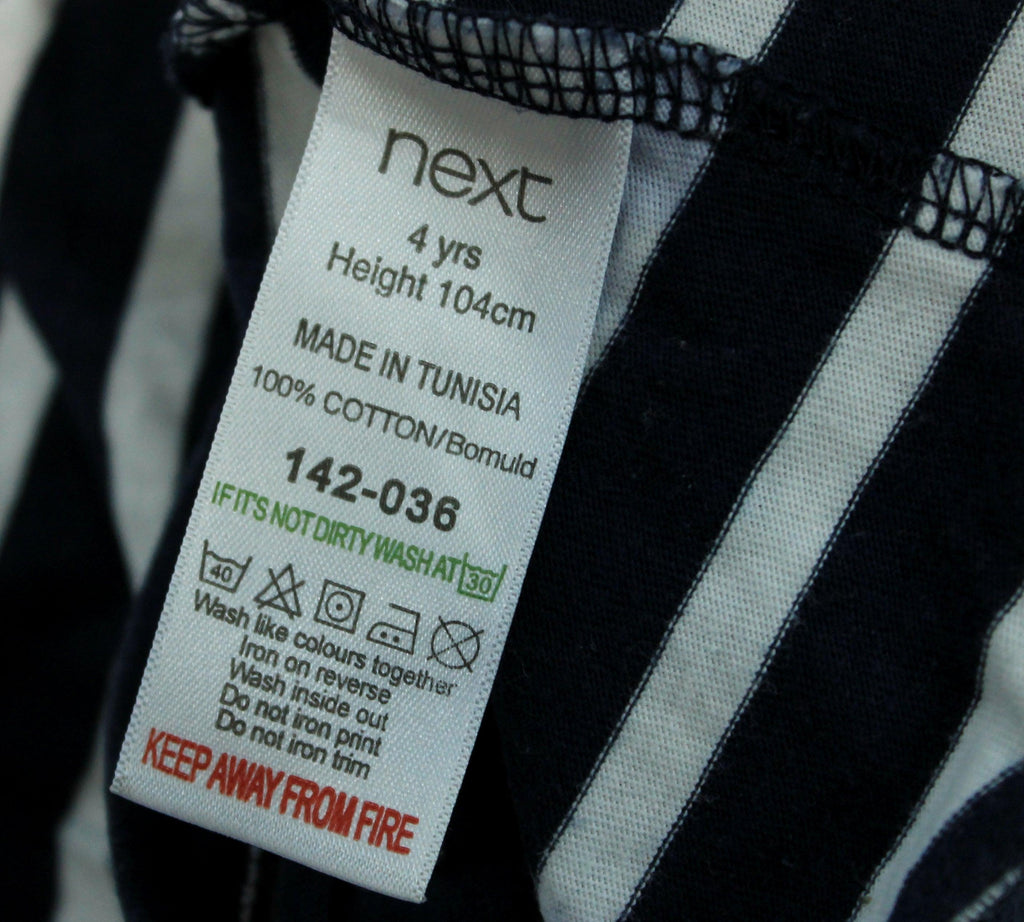 next
4 yrs
Height 104cm
MADE IN TUNISIA
100% COTTON/Bomuld
142-036
IF IT'S NOT DIRTY WASH AT 30
40
Wash like colours together
Iron on reverse
Wash inside out
Do not iron print
Do not iron trim
KEEP AWAY FROM FIRE